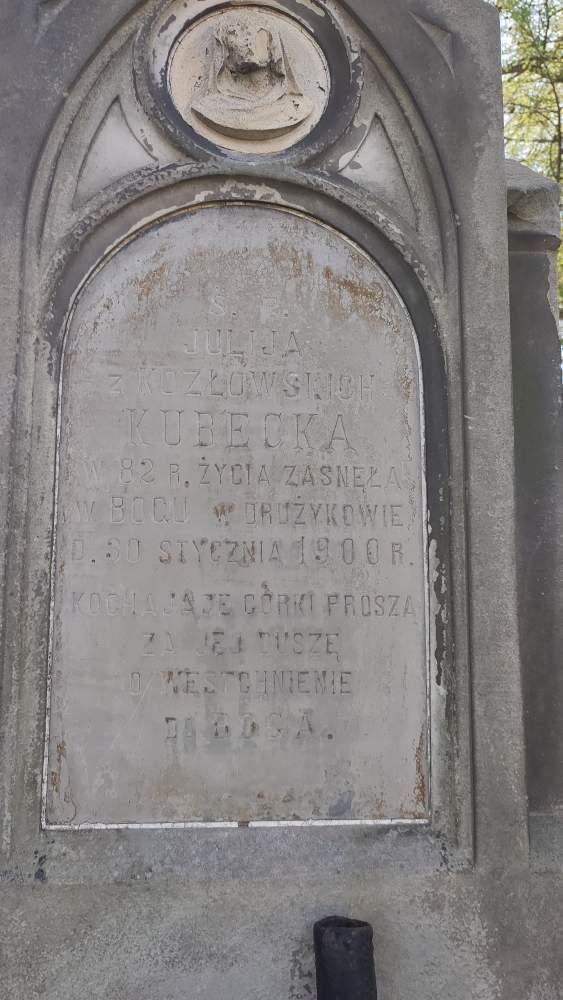 Ś. P.
JULIJA
z KOZŁOWSKICH
KUBECKA
W 82 R. ŻYCIA ZASNĘŁA
W BOGU W DRUŻYKOWIE
D. 30 STYCZNIA 1900 R.
KOCHAJĄCE CÓRKI PROSZĄ
ZA JEJ DUSZĘ
O WESTCHNIENIE
DO BOGA.